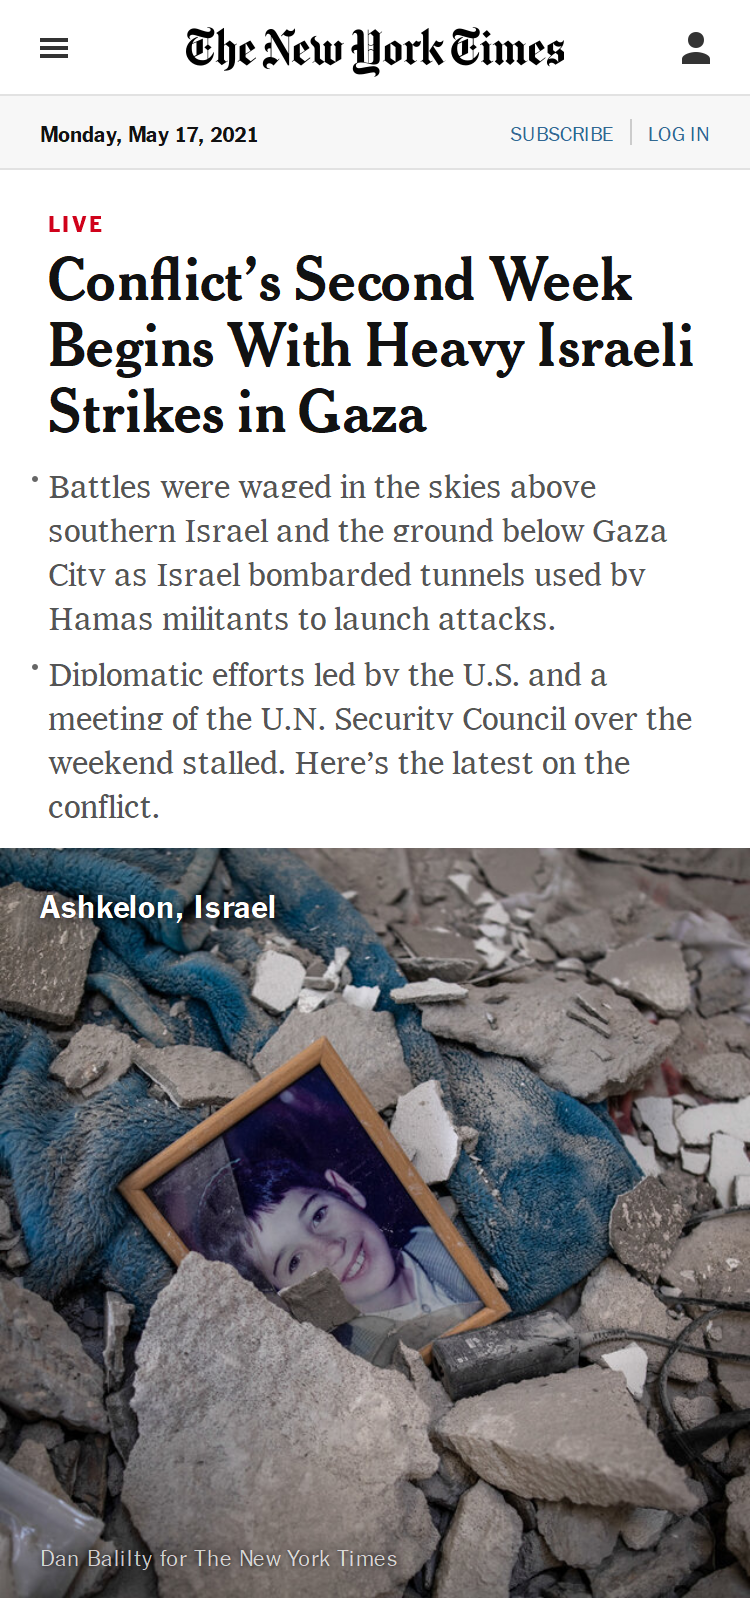 The New York Times
Monday, May 17, 2021
SUBSCRIBE
LOG IN
LIVE
Conflict’s Second Week
Begins With Heavy Israeli
Strikes in Gaza
• Battles were waged in the skies above
southern Israel and the ground below Gaza
City as Israel bombarded tunnels used by
Hamas militants to launch attacks.
• Diplomatic efforts led by the U.S. and a
meeting of the U.N. Security Council over the
weekend stalled. Here’s the latest on the
conflict.
Ashkelon, Israel
Dan Balilty for The New York Times